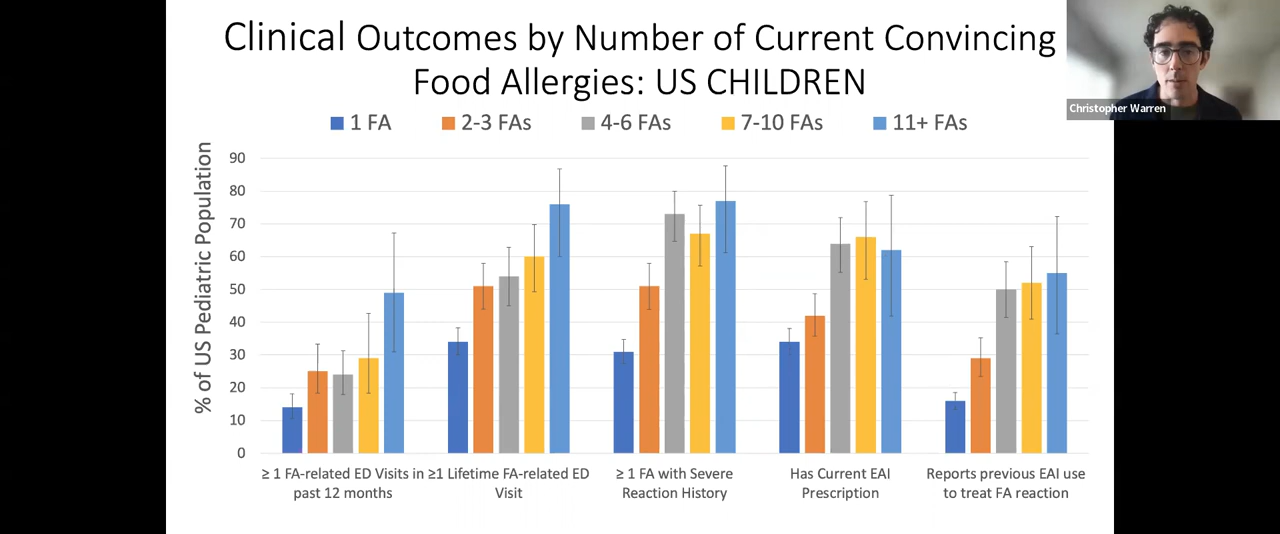 Clinical Outcomes by Number of Current Convincing
Food Allergies: US CHILDREN
Christopher Warren
1 FA
2-3 FAs
4-6 FAs
7-10 FAs
11+ FAs
% of US Pediatric Population
90
80
70
60
50
40
30
20
10
0
≥ 1 FA-related ED Visits in
past 12 months
≥1 Lifetime FA-related ED
Visit
≥ 1 FA with Severe
Reaction History
Has Current EAI
Prescription
Reports previous EAI use
to treat FA reaction